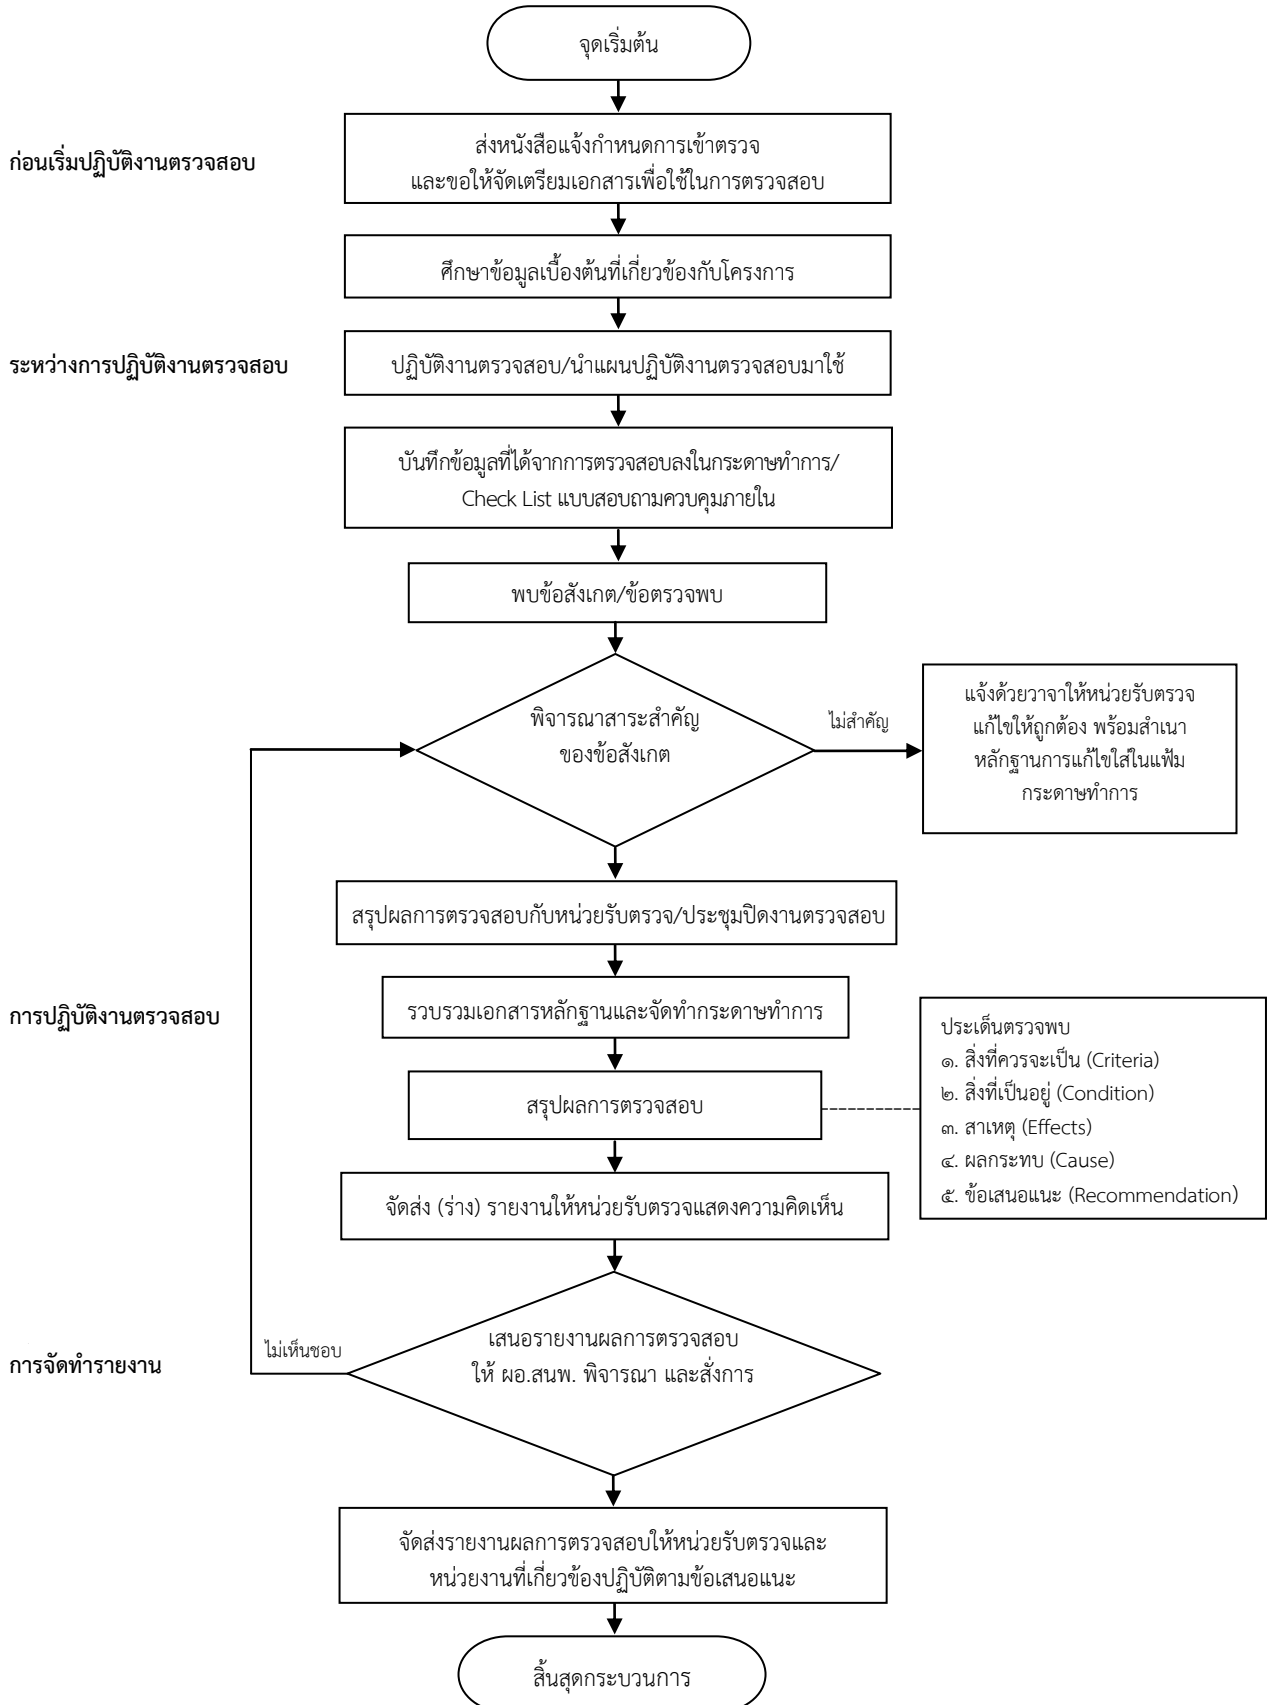 จุดเริ่มต้น
ก่อนเริ่มปฏิบัติงานตรวจสอบ
ส่งหนังสือแจ้งกำหนดการเข้าตรวจ
และขอให้จัดเตรียมเอกสารเพื่อใช้ในการตรวจสอบ
ศึกษาข้อมูลเบื้องต้นที่เกี่ยวข้องกับโครงการ
ระหว่างการปฏิบัติงานตรวจสอบ
ปฏิบัติงานตรวจสอบ/นำแผนปฏิบัติงานตรวจสอบมาใช้
บันทึกข้อมูลที่ได้จากการตรวจสอบลงในกระดาษทำการ/
Check List แบบสอบถามควบคุมภายใน
พบข้อสังเกต/ข้อตรวจพบ
พิจารณาสาระสำคัญ
ของข้อสังเกต
ไม่สำคัญ
แจ้งด้วยวาจาให้หน่วยรับตรวจ
แก้ไขให้ถูกต้อง พร้อมสำเนา
หลักฐานการแก้ไขใส่ในแฟ้ม
กระดาษทำการ
สรุปผลการตรวจสอบกับหน่วยรับตรวจ/ประชุมปิดงานตรวจสอบ
การปฏิบัติงานตรวจสอบ
รวบรวมเอกสารหลักฐานและจัดทำกระดาษทำการ
สรุปผลการตรวจสอบ
ประเด็นตรวจพบ
๑. สิ่งที่ควรจะเป็น (Criteria)
๒. สิ่งที่เป็นอยู่ (Condition)
๓. สาเหตุ (Effects)
๔. ผลกระทบ (Cause)
๕. ข้อเสนอแนะ (Recommendation)
จัดส่ง (ร่าง) รายงานให้หน่วยรับตรวจแสดงความคิดเห็น
การจัดทำรายงาน
ไม่เห็นชอบ
เสนอรายงานผลการตรวจสอบ
ให้ ผอ.สนพ. พิจารณา และสั่งการ
จัดส่งรายงานผลการตรวจสอบให้หน่วยรับตรวจและ
หน่วยงานที่เกี่ยวข้องปฏิบัติตามข้อเสนอแนะ
สิ้นสุดกระบวนการ